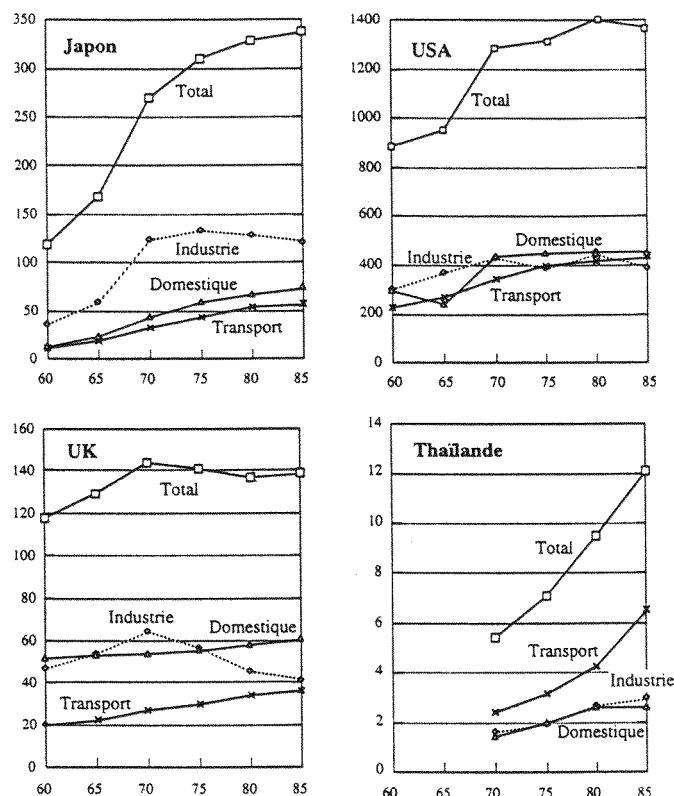 350
Japon
300
Total
250
200
150
Industrie
100
Domestique
50
Transport
0
60 65 70 75 80 85
1400
USA
1200
Total
1000
800
600
Domestique
Industrie
400
Transport
200
0
60 65 70 75 80 85
160
UK
140
Total
120
100
80
Industrie
Domestique
60
40
Transport
20
0
60 65 70 75 80 85
14
Thaïlande
12
10
Total
8
6
Transport
4
Industrie
2
Domestique
0
60 65 70 75 80 85